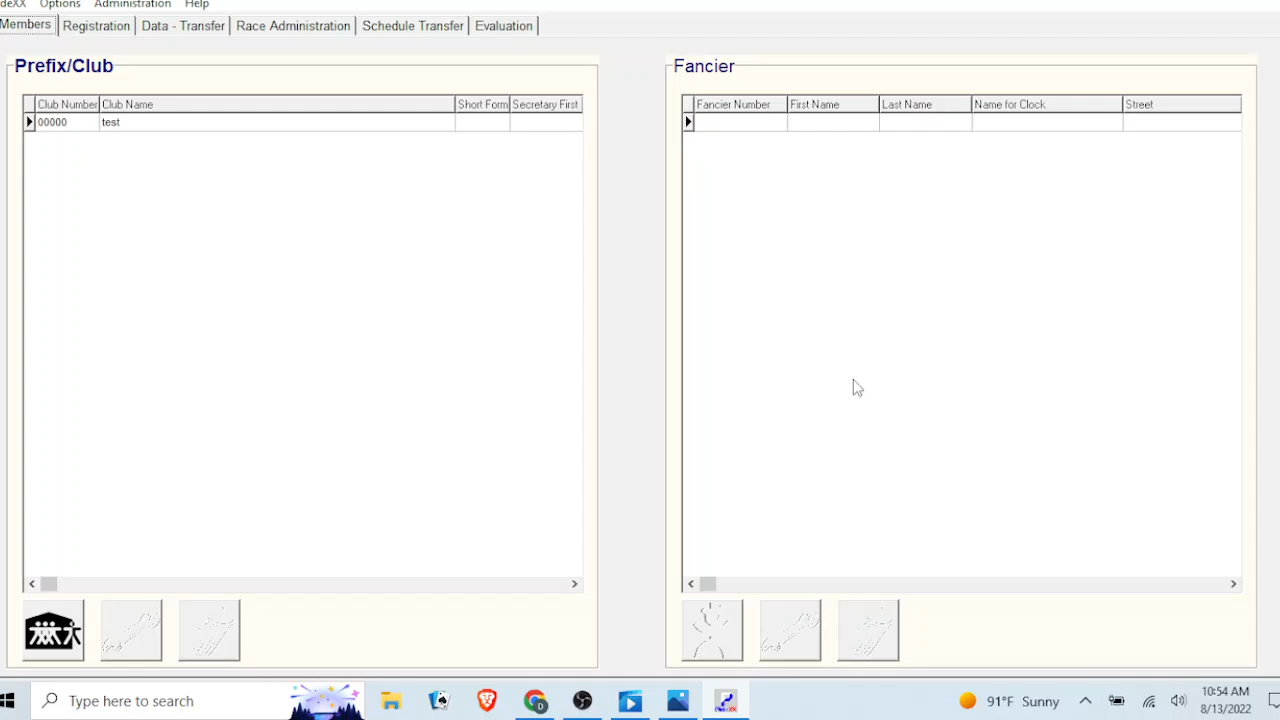 deXX Options Administration Help
Members Registration Data - Transfer Race Administration Schedule Transfer Evaluation
Prefix/Club
Club Number Club Name Short Form Secretary First
00000 test
Fancier
Fancier Number First Name Last Name Name for Clock Street
Type here to search
91°F Sunny
10:54 AM
8/13/2022